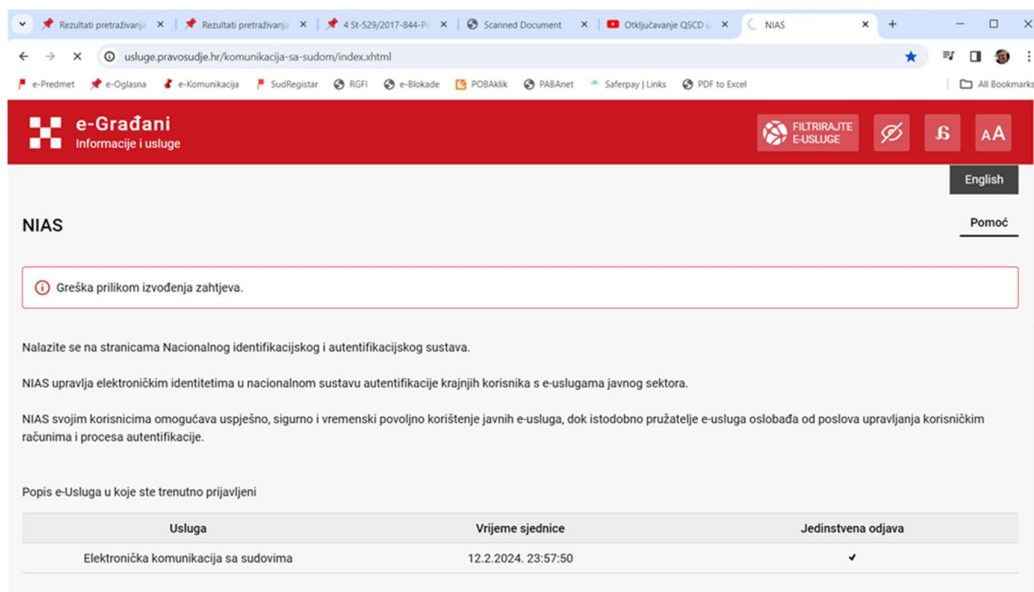 Rezultati pretraživanja
Rezultati pretraživanja
4 St-529/2017-844-Pr
Scanned Document
Otključavanje QSCD u
NIAS
usluge.pravosudje.hr/komunikacija-sa-sudom/index.xhtml
e-Predmet
e-Oglasna
e-Komunikacija
SudRegistar
RGFI
e-Blokade
POBAklik
PABAnet
Saferpay | Links
PDF to Excel
All Bookmarks
e-Građani
Informacije i usluge
FILTRIRAJTE
E-USLUGE
AA
English
NIAS
Pomoć
Greška prilikom izvođenja zahtjeva.
Nalazite se na stranicama Nacionalnog identifikacijskog i autentifikacijskog sustava.
NIAS upravlja elektroničkim identitetima u nacionalnom sustavu autentifikacije krajnjih korisnika s e-uslugama javnog sektora.
NIAS svojim korisnicima omogućava uspješno, sigurno i vremenski povoljno korištenje javnih e-usluga, dok istodobno pružatelje e-usluga oslobađa od poslova upravljanja korisničkim
računima i procesa autentifikacije.
Popis e-Usluga u koje ste trenutno prijavljeni
Usluga Vrijeme sjednice Jedinstvena odjava
Elektronička komunikacija sa sudovima 12.2.2024. 23:57:50 ✔